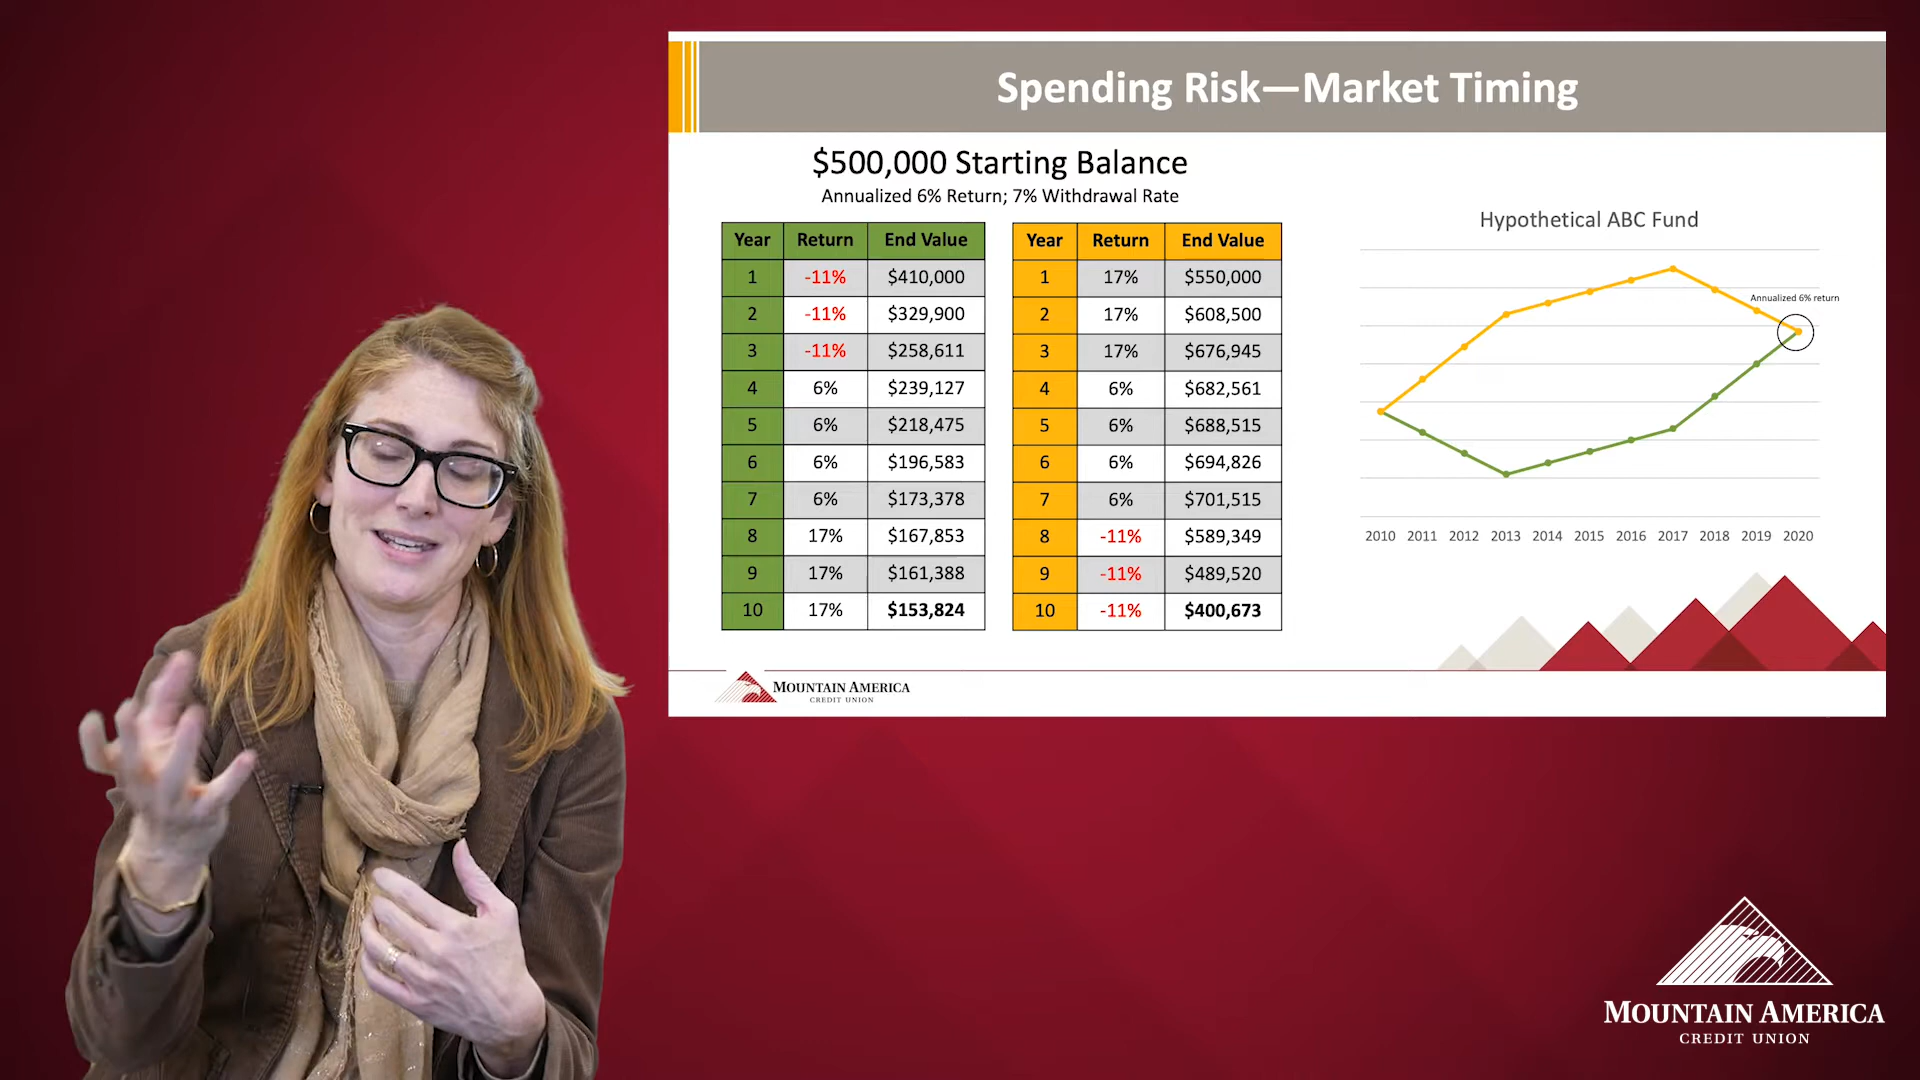 Spending Risk—Market Timing
$500,000 Starting Balance
Annualized 6% Return; 7% Withdrawal Rate
Year Return End Value
1 -11% $410,000
2 -11% $329,900
3 -11% $258,611
4 6% $239,127
5 6% $218,475
6 6% $196,583
7 6% $173,378
8 17% $167,853
9 17% $161,388
10 17% $153,824
Year Return End Value
1 17% $550,000
2 17% $608,500
3 17% $676,945
4 6% $682,561
5 6% $688,515
6 6% $694,826
7 6% $701,515
8 -11% $589,349
9 -11% $489,520
10 -11% $400,673
Hypothetical ABC Fund
Annualized 6% return
2010 2011 2012 2013 2014 2015 2016 2017 2018 2019 2020
MOUNTAIN AMERICA
CREDIT UNION
MOUNTAIN AMERICA
CREDIT UNION